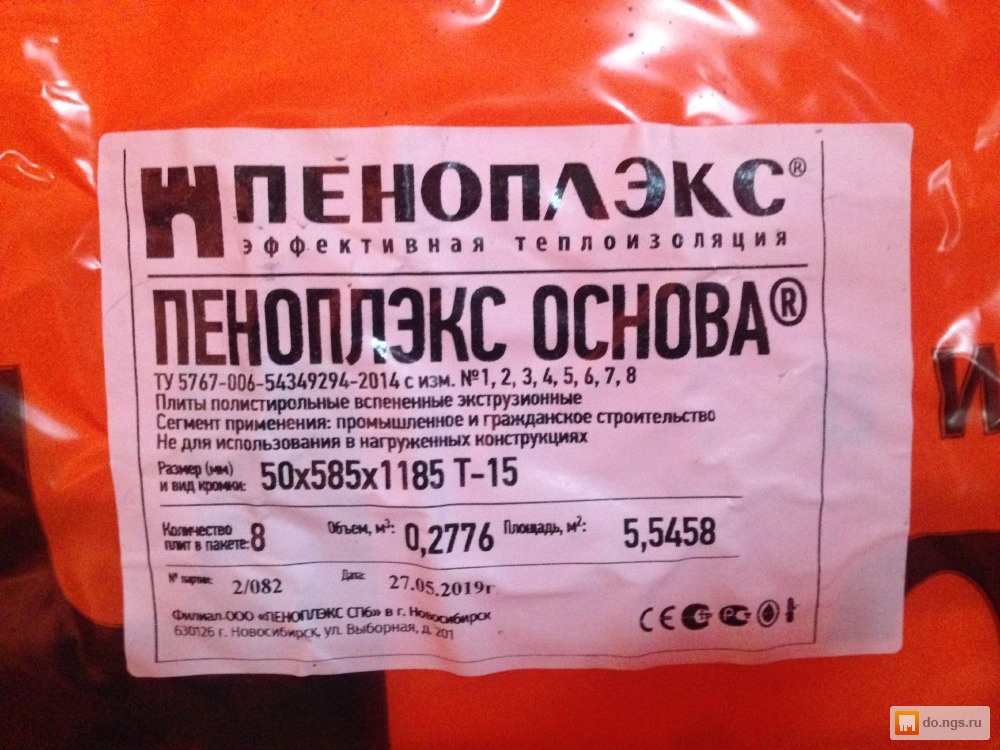 ПЕНОПЛЭКС®
эффективная теплоизоляция
ПЕНОПЛЭКС ОСНОВА®
ТУ 5767-006-54349294-2014 с изм. №1, 2, 3, 4, 5, 6, 7, 8
Плиты полистирольные вспененные экструзионные
Сегмент применения: промышленное и гражданское строительство
Не для использования в нагруженных конструкциях
Размер (мм)
и вид кромки: 50х585х1185 Т-15
Количество
плит в пакете: 8 Объем, м³: 0,2776 Площадь, м²: 5,5458
№ партии: 2/082 Дата: 27.05.2019г
Филиал ООО «ПЕНОПЛЭКС СПб» в г. Новосибирск
630126 г. Новосибирск, ул. Выборная, д. 201
CE РСТ
И
do.ngs.ru